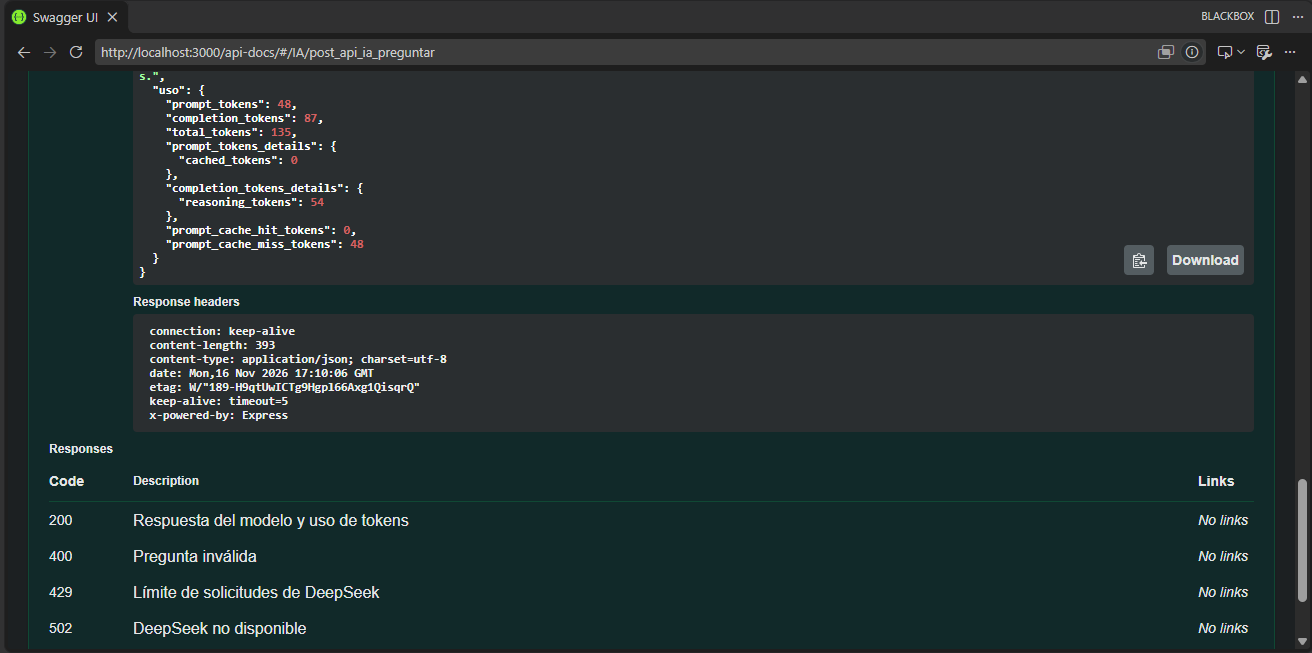 Swagger UI
BLACKBOX
http://localhost:3000/api-docs/#/IA/post_api_ia_preguntar
s.",
"uso": {
"prompt_tokens": 48,
"completion_tokens": 87,
"total_tokens": 135,
"prompt_tokens_details": {
"cached_tokens": 0
},
"completion_tokens_details": {
"reasoning_tokens": 54
},
"prompt_cache_hit_tokens": 0,
"prompt_cache_miss_tokens": 48
}
}
Download
Response headers
connection: keep-alive
content-length: 393
content-type: application/json; charset=utf-8
date: Mon,16 Nov 2026 17:10:06 GMT
etag: W/"189-H9qtUwICTg9Hgpl66Axg1QisqrQ"
keep-alive: timeout=5
x-powered-by: Express
Responses
Code Description Links
200 Respuesta del modelo y uso de tokens No links
400 Pregunta inválida No links
429 Límite de solicitudes de DeepSeek No links
502 DeepSeek no disponible No links